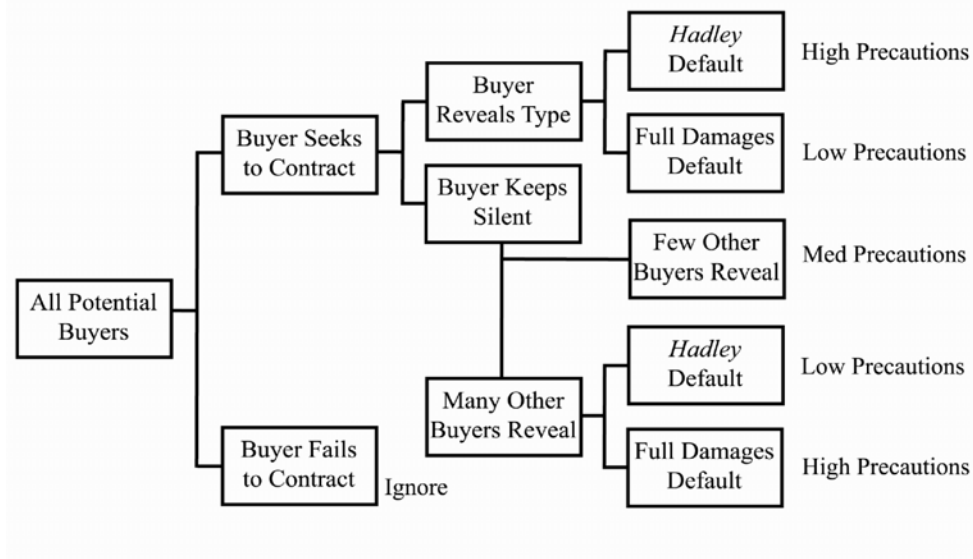 Hadley
Default
High Precautions
Buyer
Reveals Type
Full Damages
Default
Low Precautions
Buyer Seeks
to Contract
Buyer Keeps
Silent
Few Other
Buyers Reveal
Med Precautions
All Potential
Buyers
Hadley
Default
Low Precautions
Many Other
Buyers Reveal
Full Damages
Default
High Precautions
Buyer Fails
to Contract
Ignore